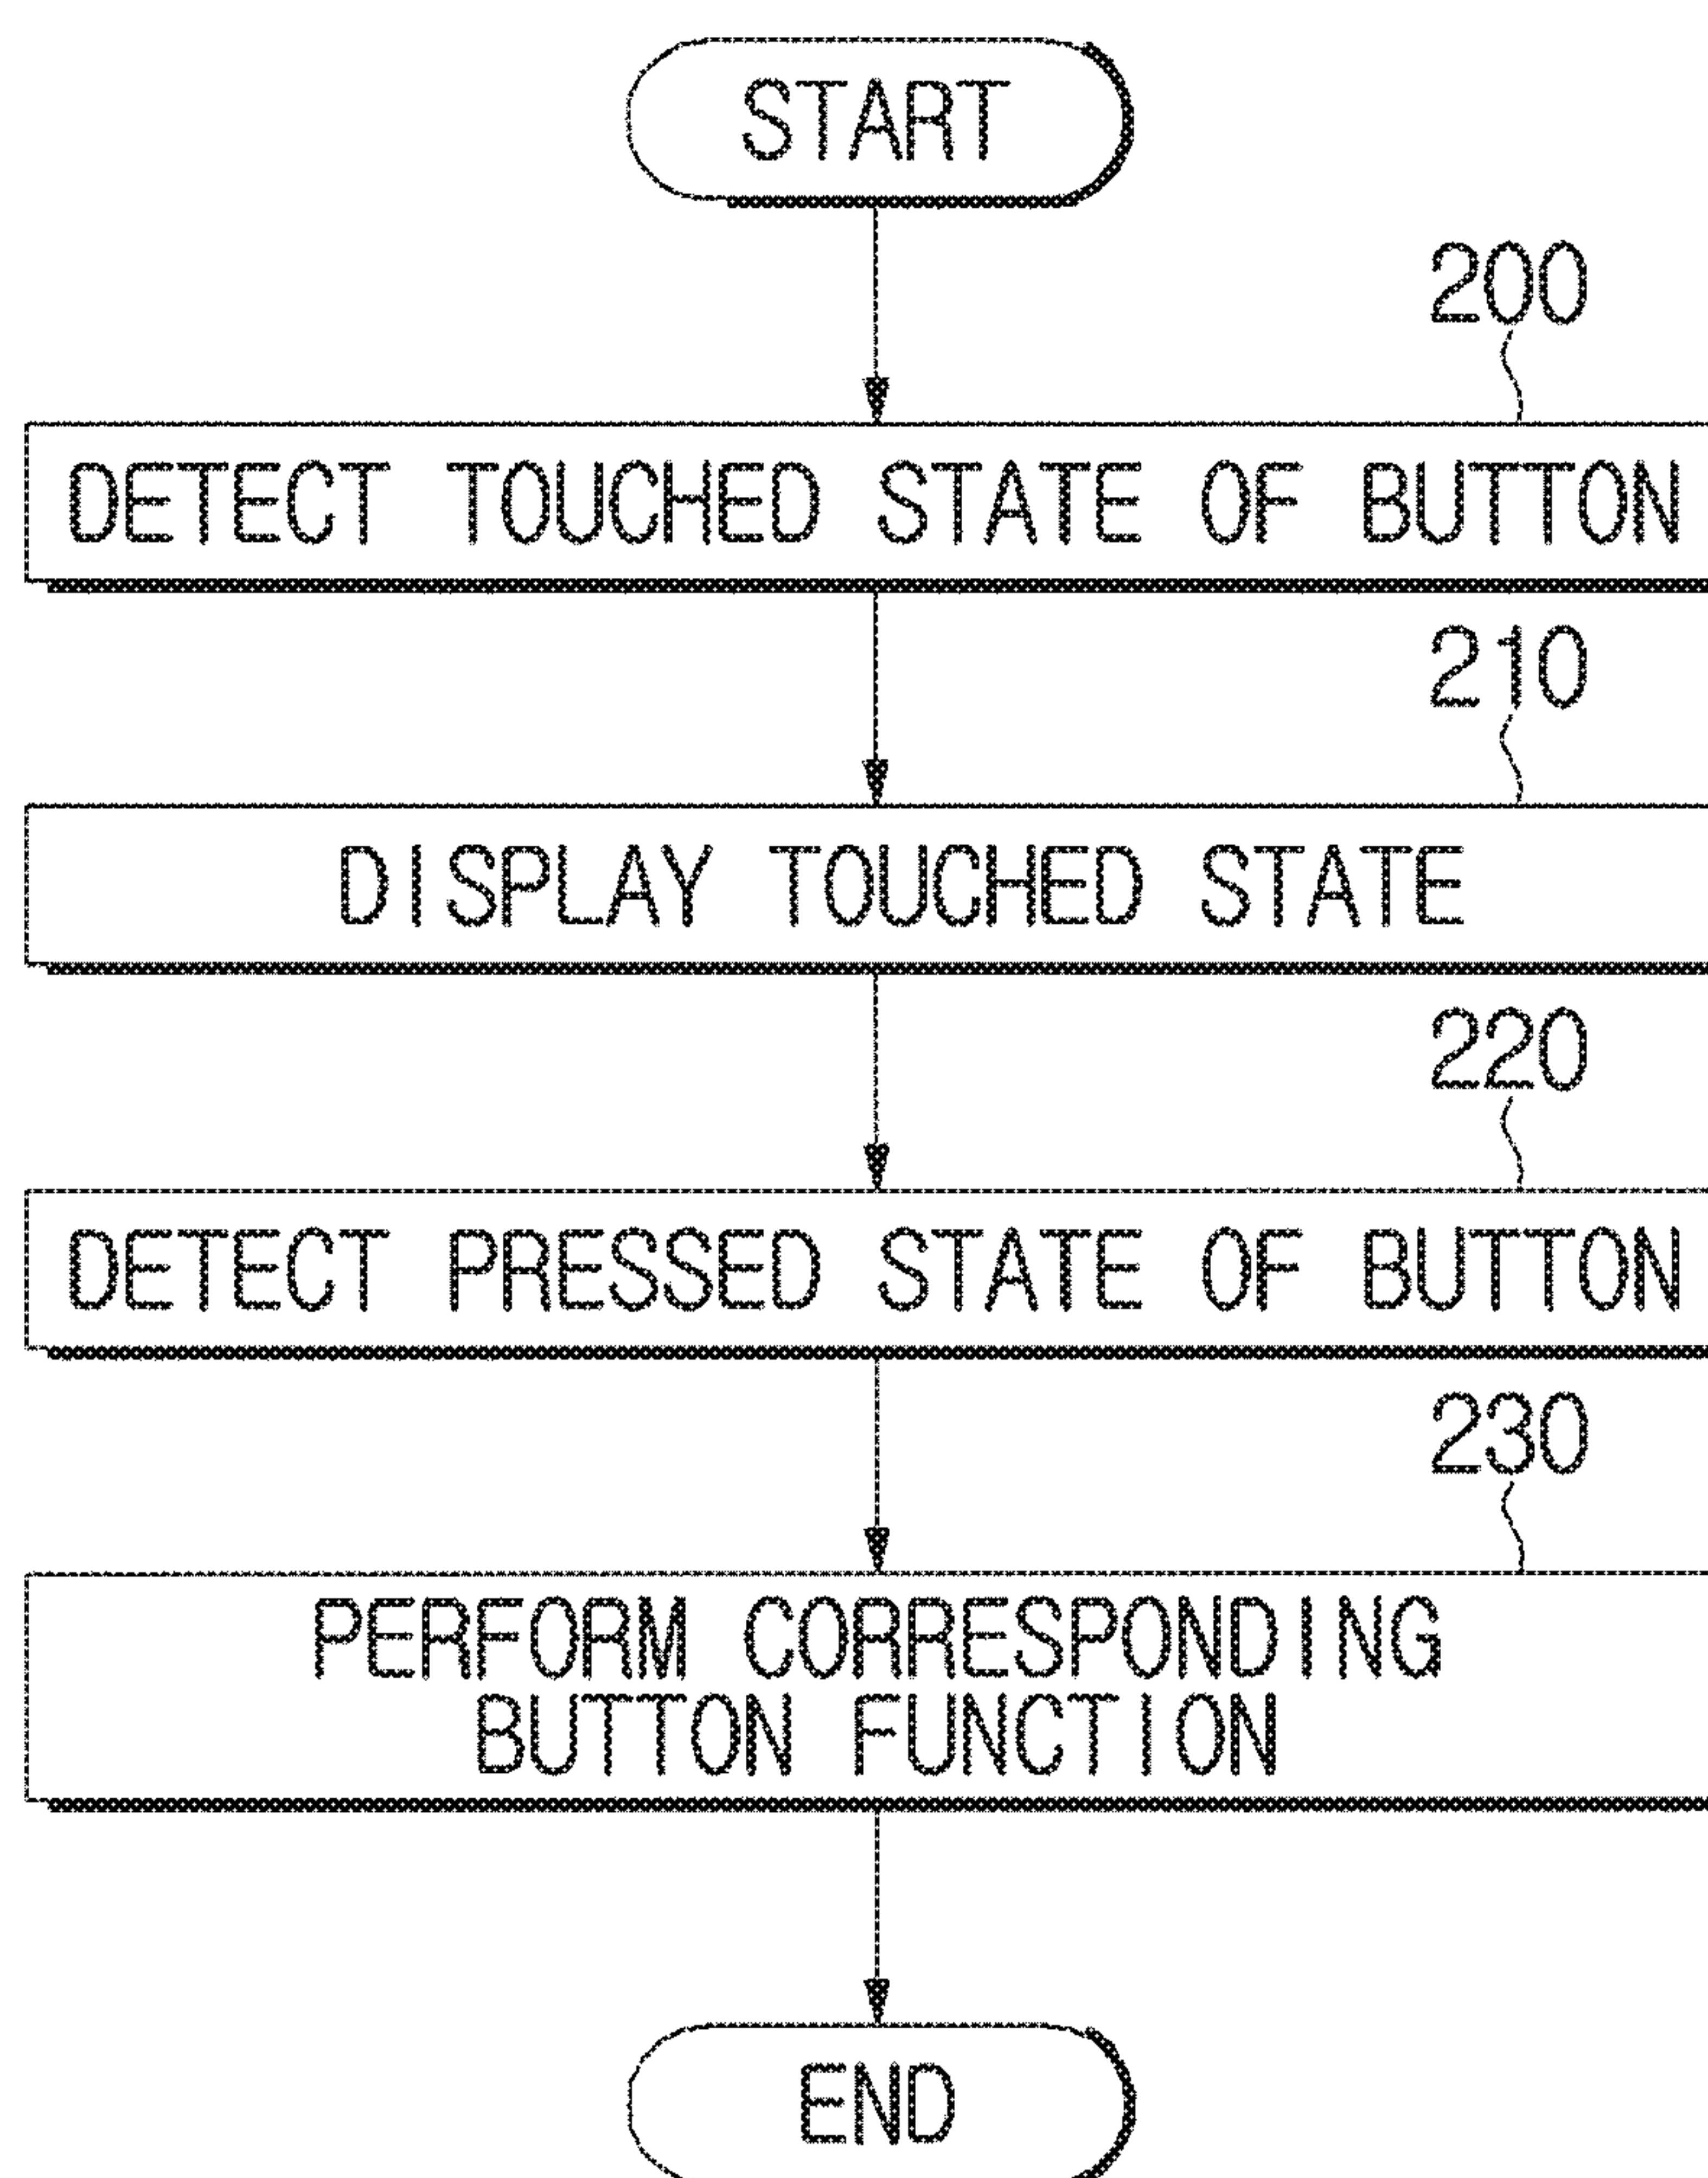 START
200
DETECT TOUCHED STATE OF BUTTON
210
DISPLAY TOUCHED STATE
220
DETECT PRESSED STATE OF BUTTON
230
PERFORM CORRESPONDING
BUTTON FUNCTION
END